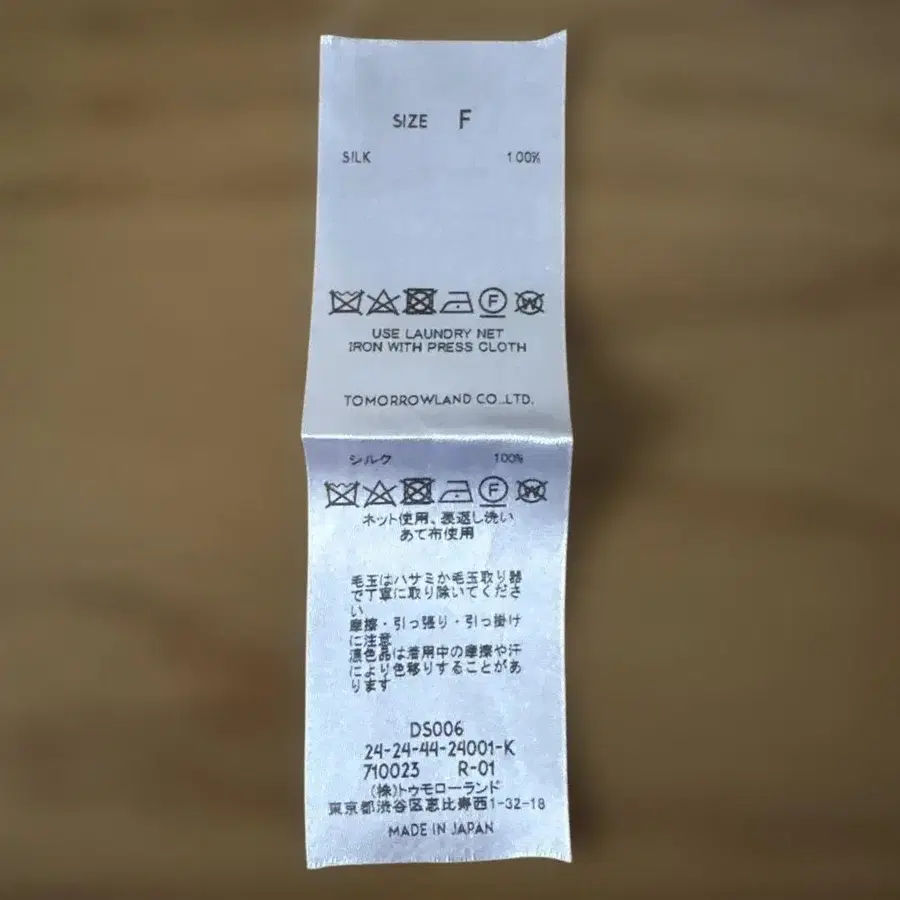 SIZE F
SILK 100%
USE LAUNDRY NET
IRON WITH PRESS CLOTH
TOMORROWLAND CO.,LTD.
シルク 100%
ネット使用、裏返し洗い
あて布使用
毛玉はハサミか毛玉取り器
で丁寧に取り除いてくださ
い
摩擦・引っ張り・引っ掛け
に注意
濃色品は着用中の摩擦や汗
により色移りすることがあ
ります
DS006
24-24-44-24001-K
710023 R-01
(株)トゥモローランド
東京都渋谷区恵比寿西1-32-18
MADE IN JAPAN